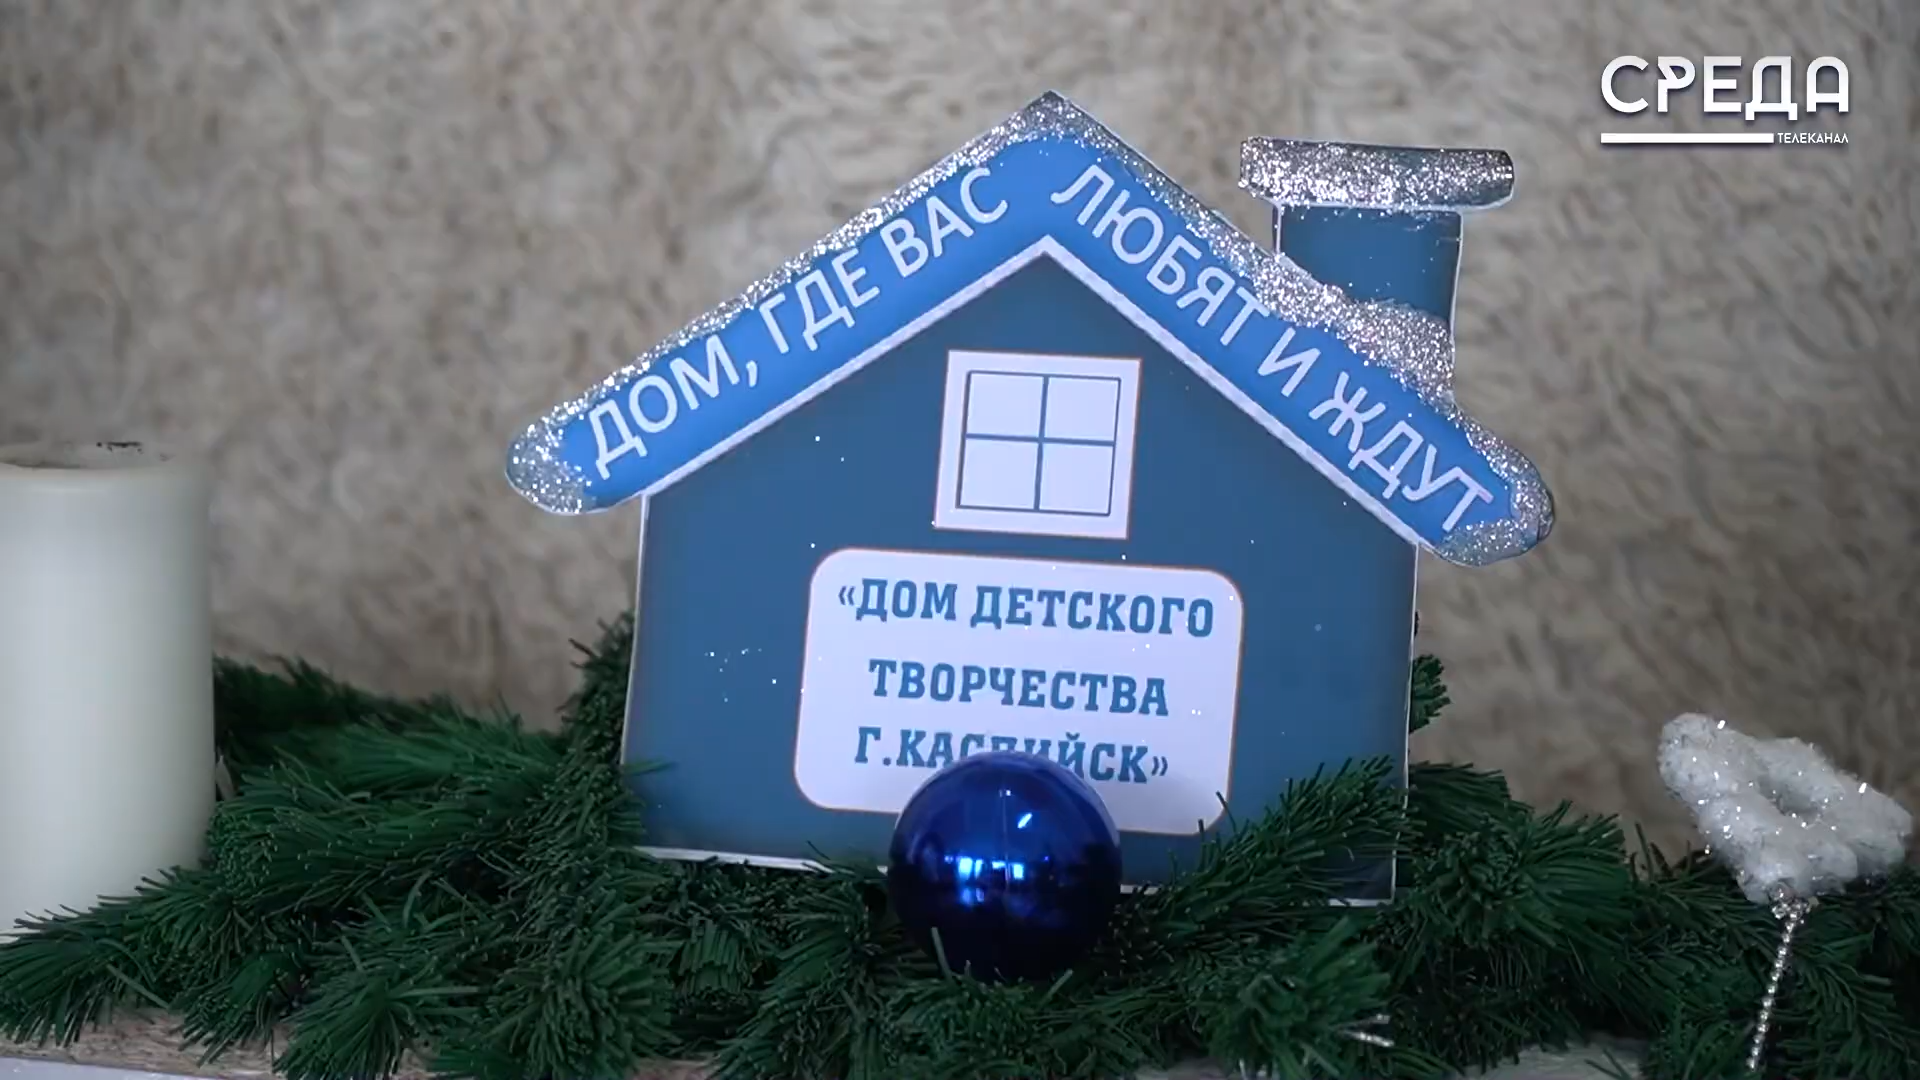 СРЕДА
ТЕЛЕКАНАЛ
ДОМ, ГДЕ ВАС ЛЮБЯТ И ЖДУТ
«ДОМ ДЕТСКОГО
ТВОРЧЕСТВА
Г.КАСПИЙСК»